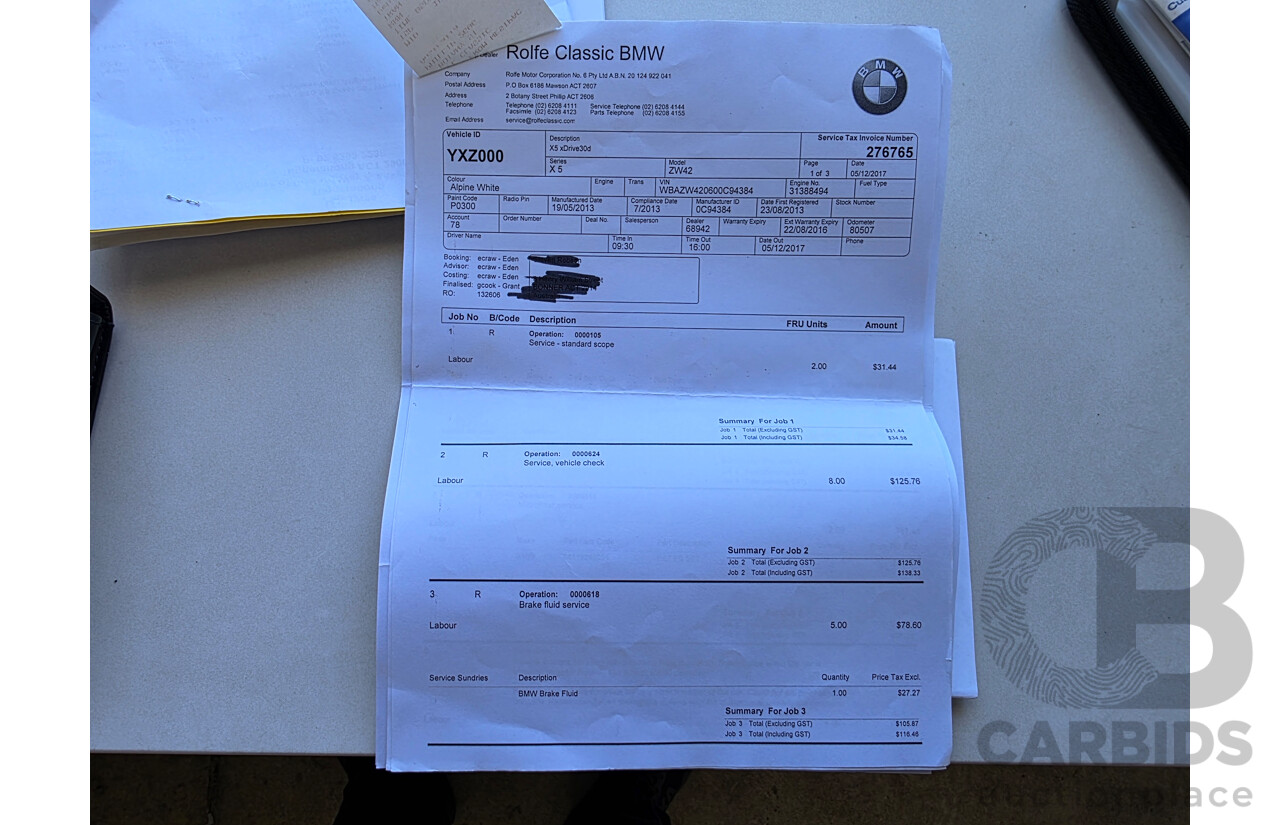 Dealer Rolfe Classic BMW
Company Rolfe Motor Corporation No. 6 Pty Ltd A.B.N. 20 124 922 041
Postal Address P.O Box 6186 Mawson ACT 2607
Address 2 Botany Street Phillip ACT 2606
Telephone Telephone (02) 6208 4111 Service Telephone (02) 6208 4144
Facsimile (02) 6208 4123 Parts Telephone (02) 6208 4155
Email Address service@rolfeclassic.com
BMW
Vehicle ID Description Service Tax Invoice Number
YXZ000 X5 xDrive30d 276765
Series Model Page Date
X 5 ZW42 1 of 3 05/12/2017
Colour Engine Trans VIN Engine No. Fuel Type
Alpine White WBAZW420600C94384 31388494
Paint Code Radio Pin Manufactured Date Compliance Date Manufacturer ID Date First Registered Stock Number
P0300 19/05/2013 7/2013 0C94384 23/08/2013
Account Order Number Deal No. Salesperson Dealer Warranty Expiry Ext Warranty Expiry Odometer
78 68942 22/08/2016 80507
Driver Name Time In Time Out Date Out Phone
09:30 16:00 05/12/2017
Booking: ecraw - Eden
Advisor: ecraw - Eden
Costing: ecraw - Eden
Finalised: gcook - Grant
RO: 132606
Job No B/Code Description FRU Units Amount
1 R Operation: 0000105
Service - standard scope
Labour 2.00 $31.44
Summary For Job 1
Job 1 Total (Excluding GST) $31.44
Job 1 Total (Including GST) $34.58
2 R Operation: 0000624
Service, vehicle check
Labour 8.00 $125.76
Summary For Job 2
Job 2 Total (Excluding GST) $125.76
Job 2 Total (Including GST) $138.33
3 R Operation: 0000618
Brake fluid service
Labour 5.00 $78.60
Service Sundries Description Quantity Price Tax Excl.
BMW Brake Fluid 1.00 $27.27
Summary For Job 3
Job 3 Total (Excluding GST) $105.87
Job 3 Total (Including GST) $116.46
CB
CARBIDS
auctionplace